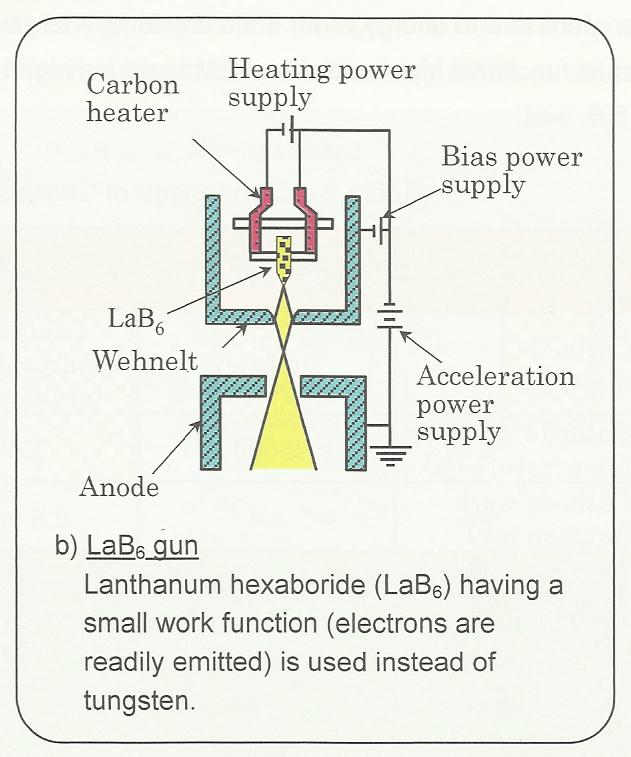 Heating power
supply
Carbon
heater
Bias power
supply
LaB₆
Wehnelt
Acceleration
power
supply
Anode
b) LaB₆ gun
Lanthanum hexaboride (LaB₆) having a
small work function (electrons are
readily emitted) is used instead of
tungsten.